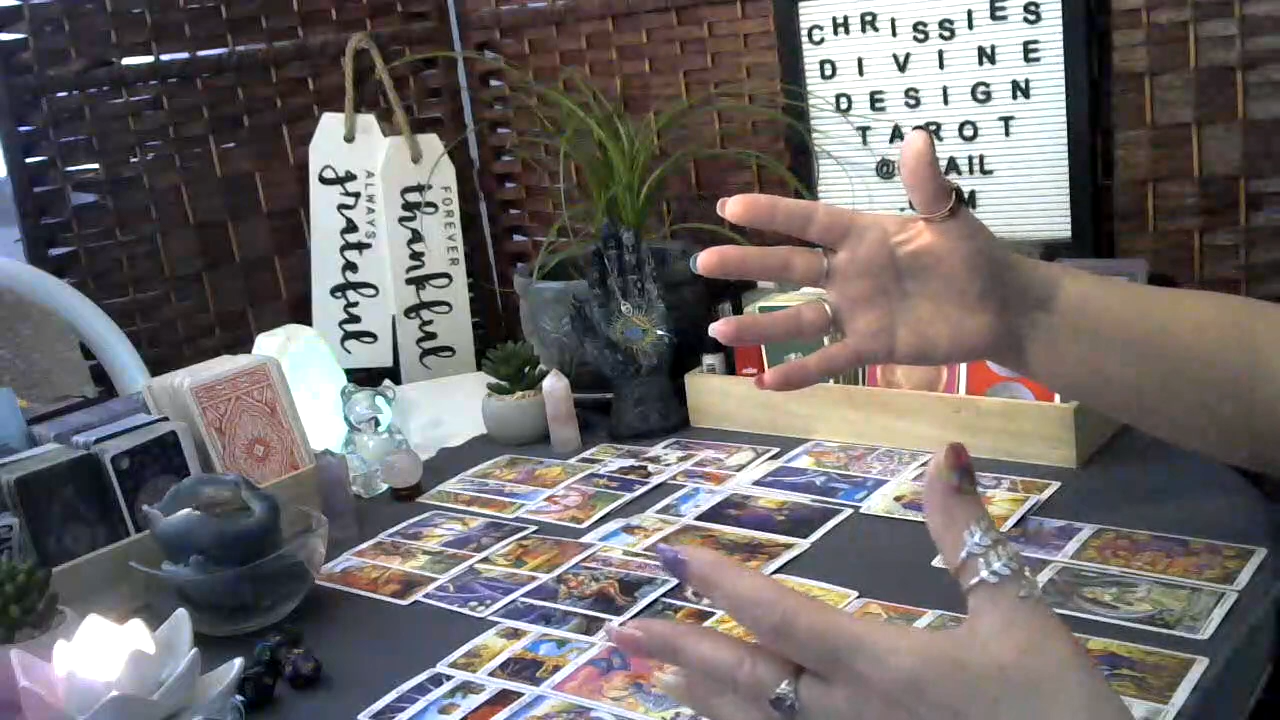 CHRISSIES
DIVINE
DESIGN
TAROT
ALWAYS
grateful
FOREVER
thankful